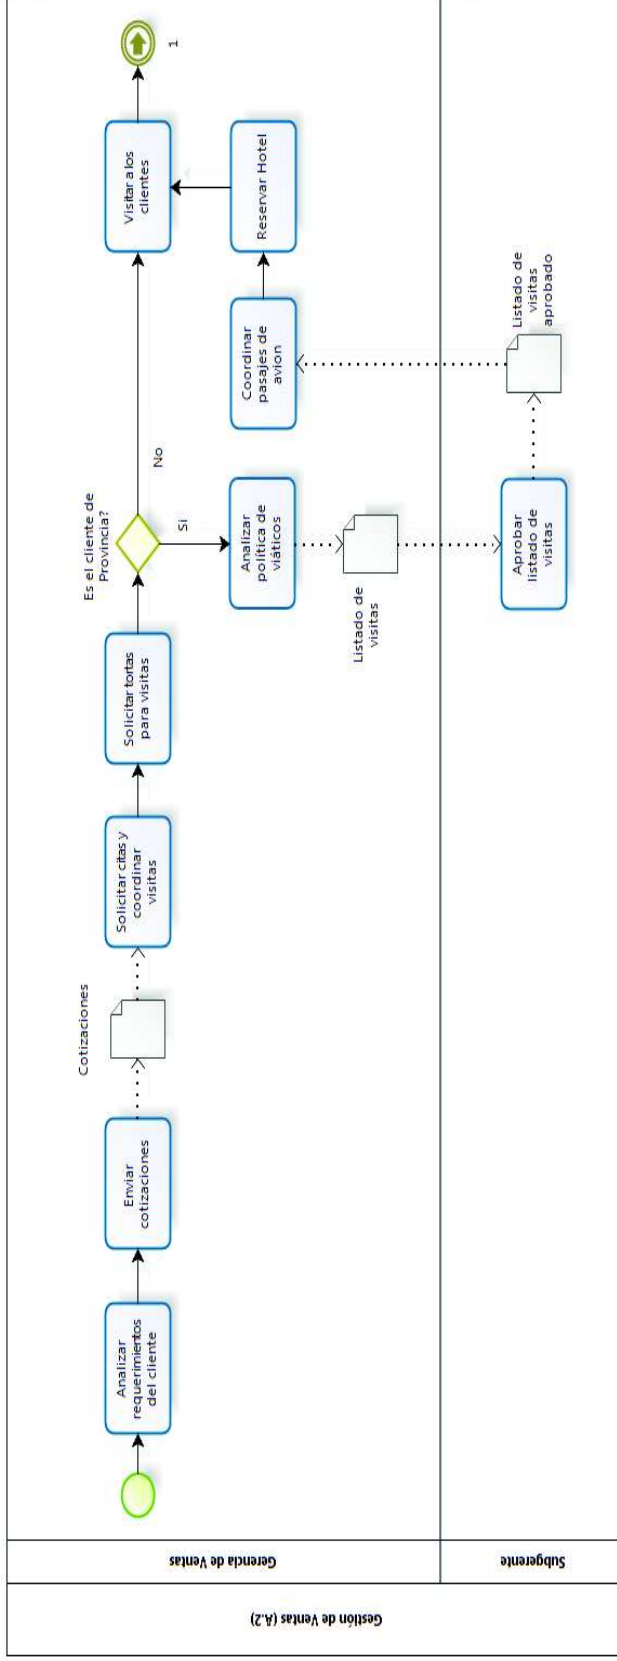 Gestión de Ventas (A.2)
Gerencia de Ventas
Subgerente
Analizar
requerimientos
del cliente
Enviar
cotizaciones
Cotizaciones
Solicitar citas y
coordinar
visitas
Solicitar tortas
para visitas
Es el cliente de
Provincia?
No
Si
Analizar
política de
viáticos
Listado de
visitas
Aprobar
listado de
visitas
Listado de
visitas
aprobado
Coordinar
pasajes de
avion
Reservar Hotel
Visitar a los
clientes
1